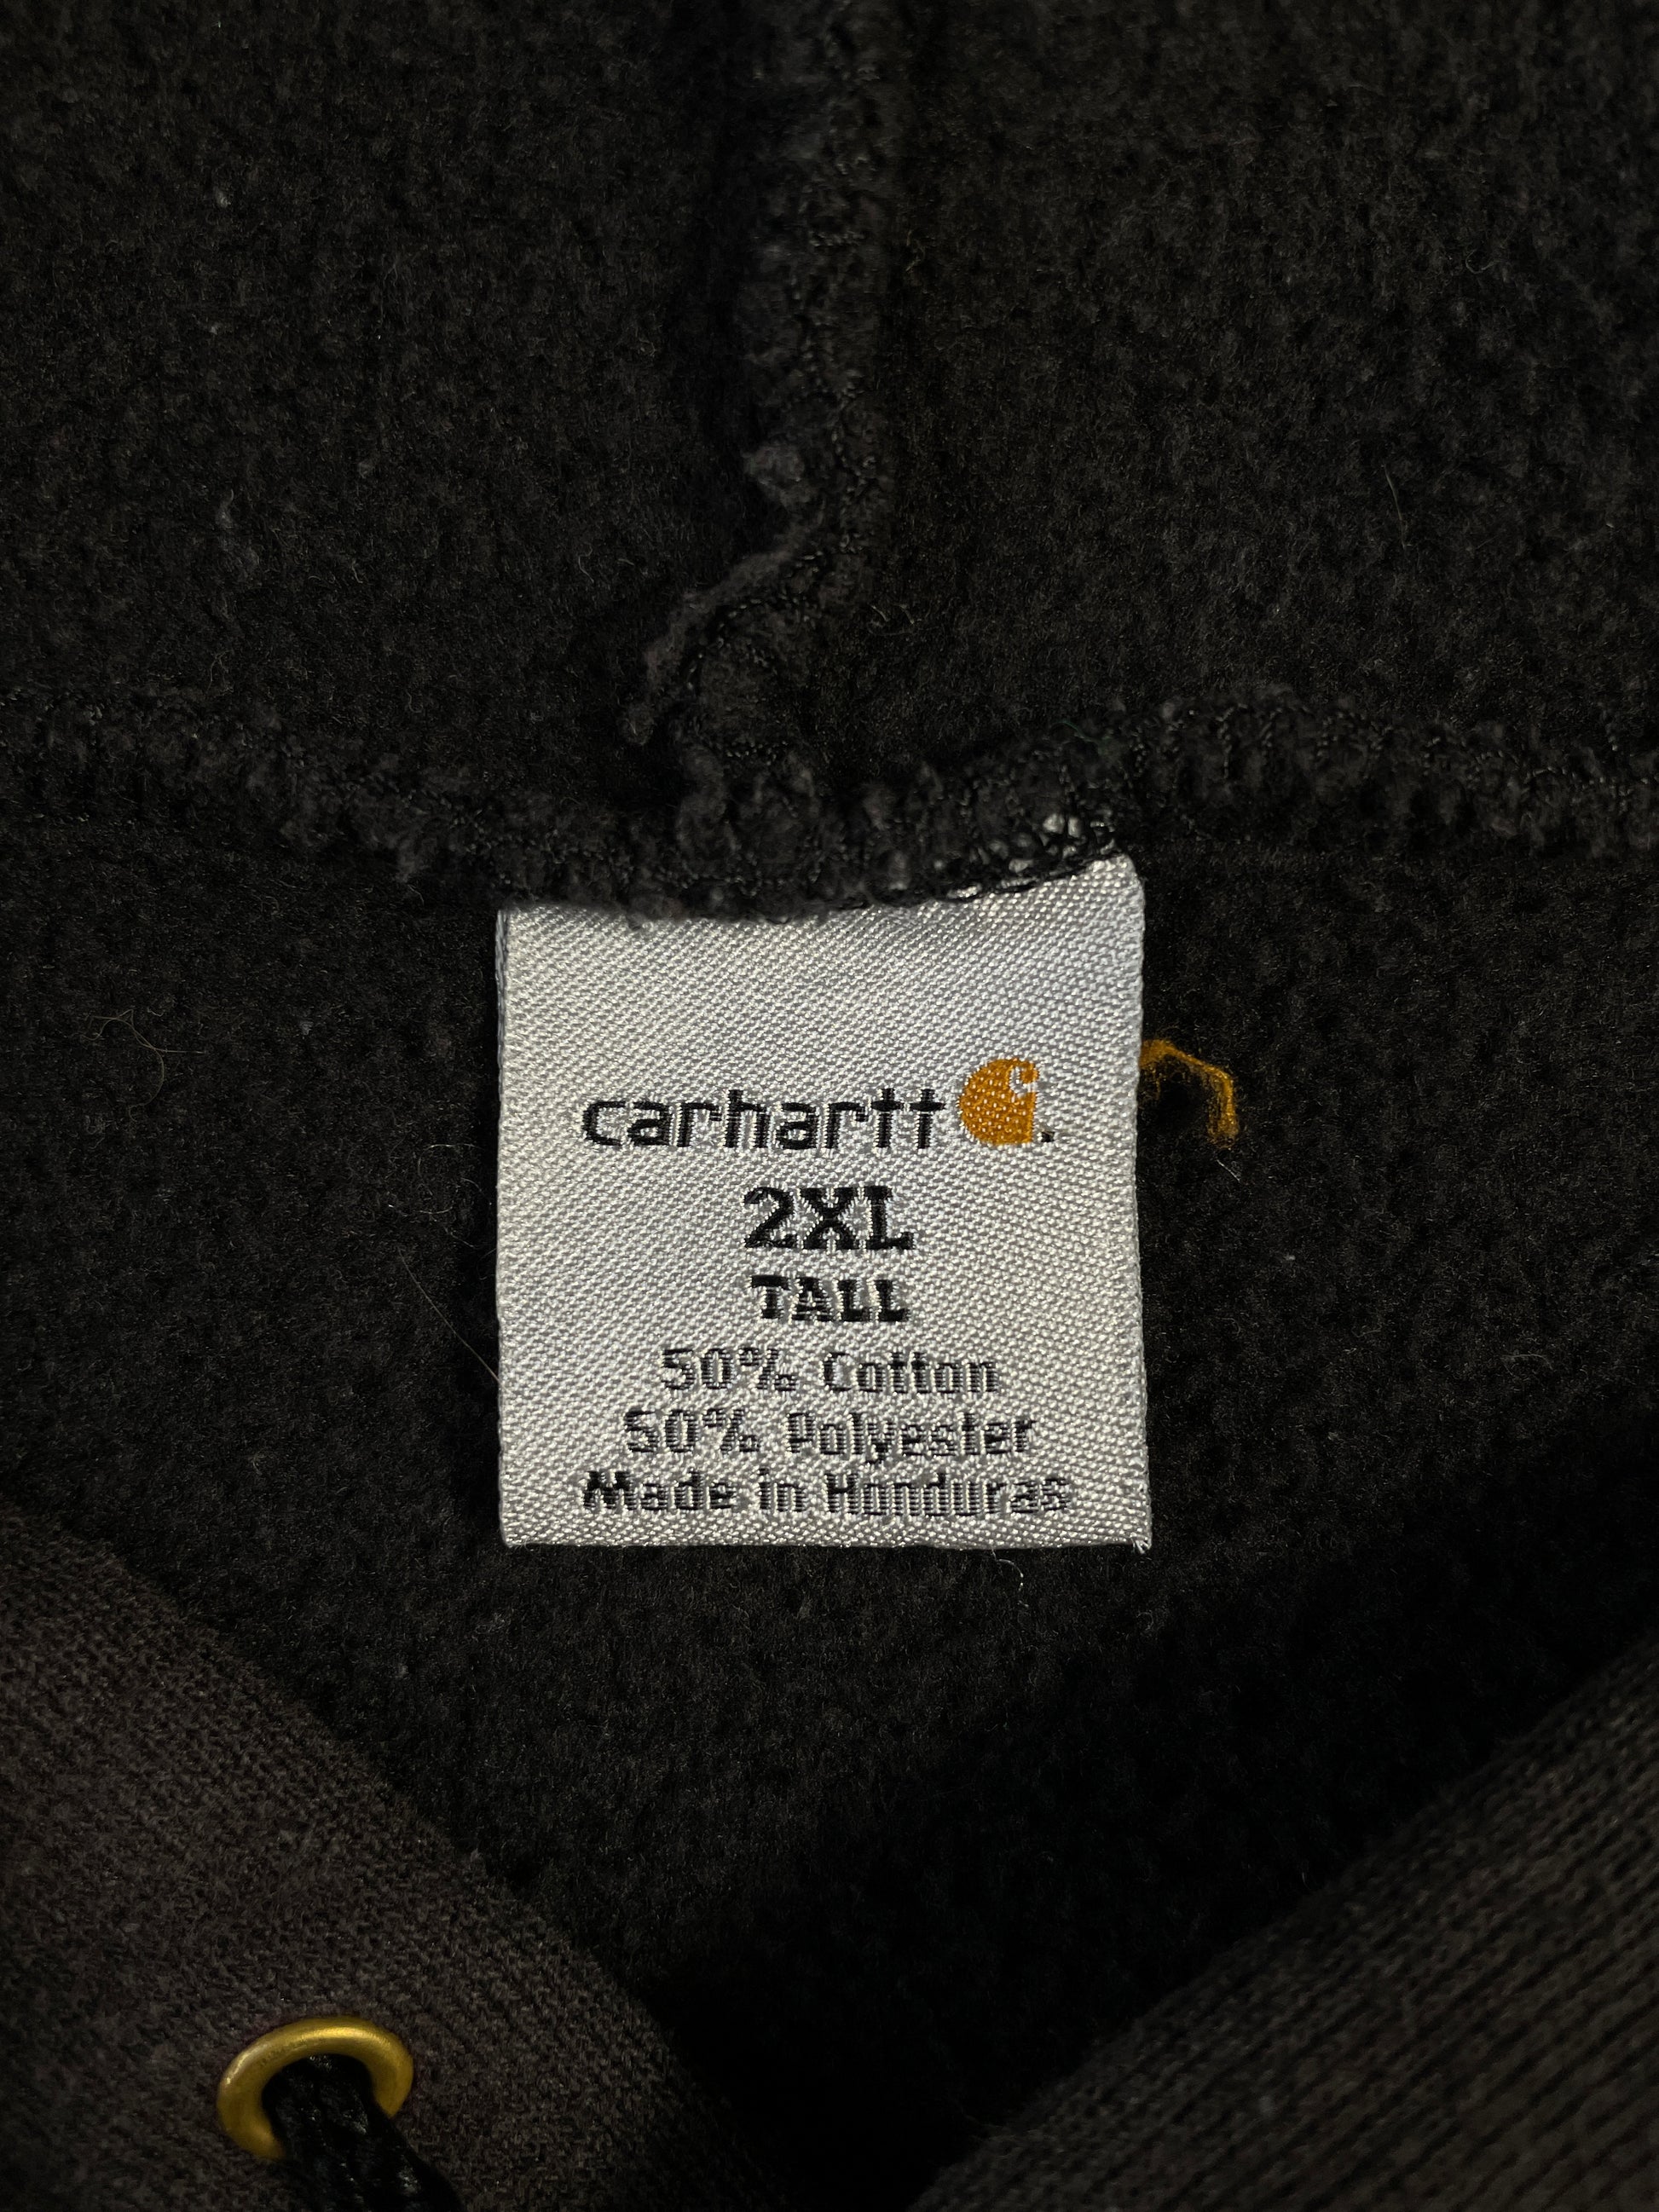 carhartt
2XL
TALL
50% Cotton
50% Polyester
Made in Honduras